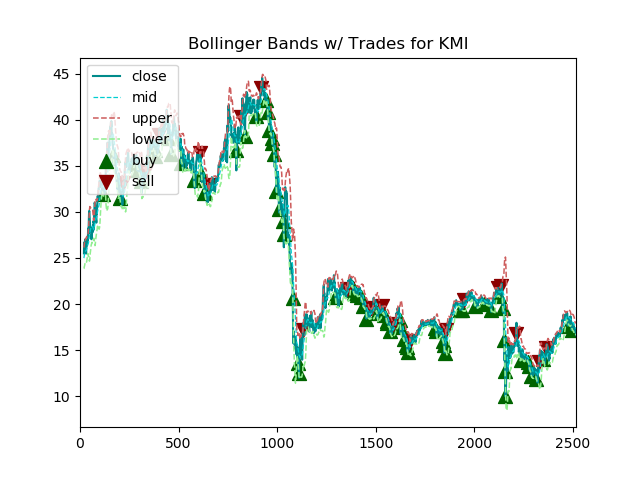 Bollinger Bands w/ Trades for KMI
close
mid
upper
lower
buy
sell
45
40
35
30
25
20
15
10
0 500 1000 1500 2000 2500